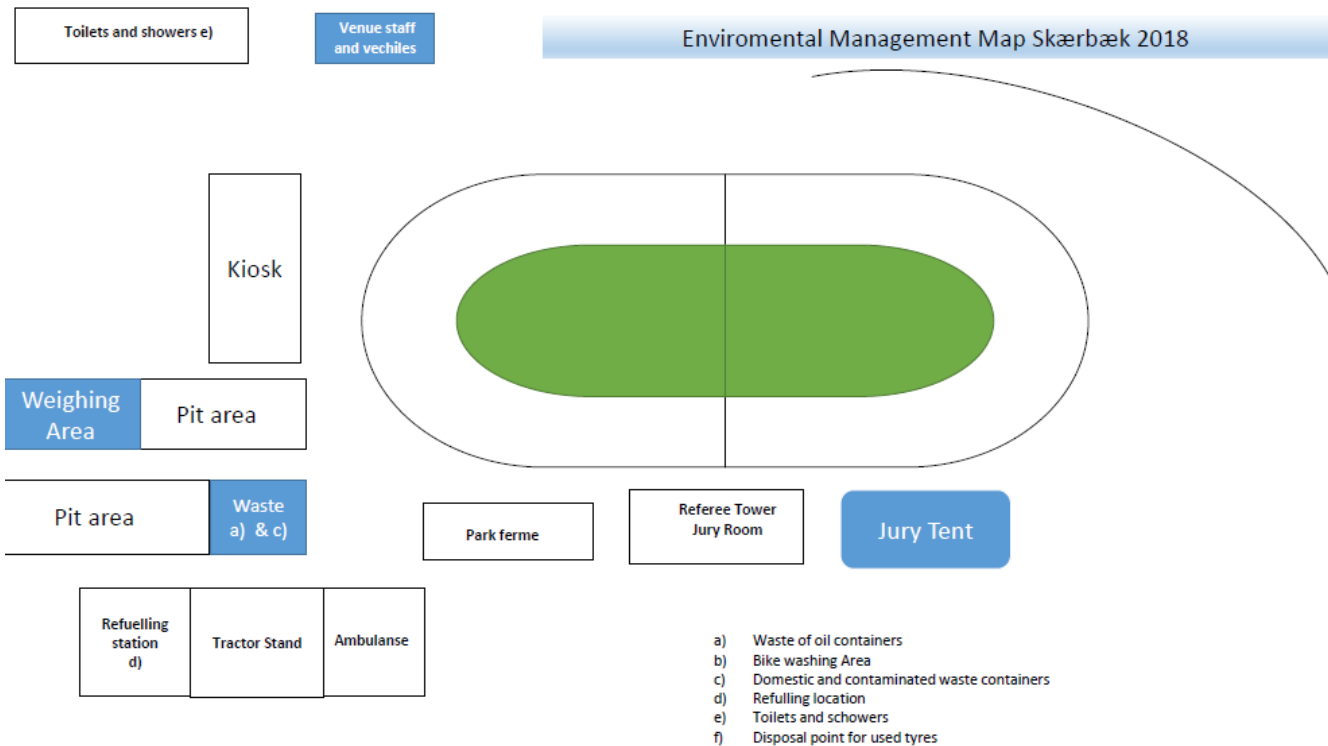 Toilets and showers e)
Venue staff
and vechiles
Enviromental Management Map Skærbæk 2018
Kiosk
Weighing
Area
Pit area
Pit area
Waste
a) & c)
Park ferme
Referee Tower
Jury Room
Jury Tent
Refuelling
station
d)
Tractor Stand
Ambulanse
a) Waste of oil containers
b) Bike washing Area
c) Domestic and contaminated waste containers
d) Refulling location
e) Toilets and schowers
f) Disposal point for used tyres